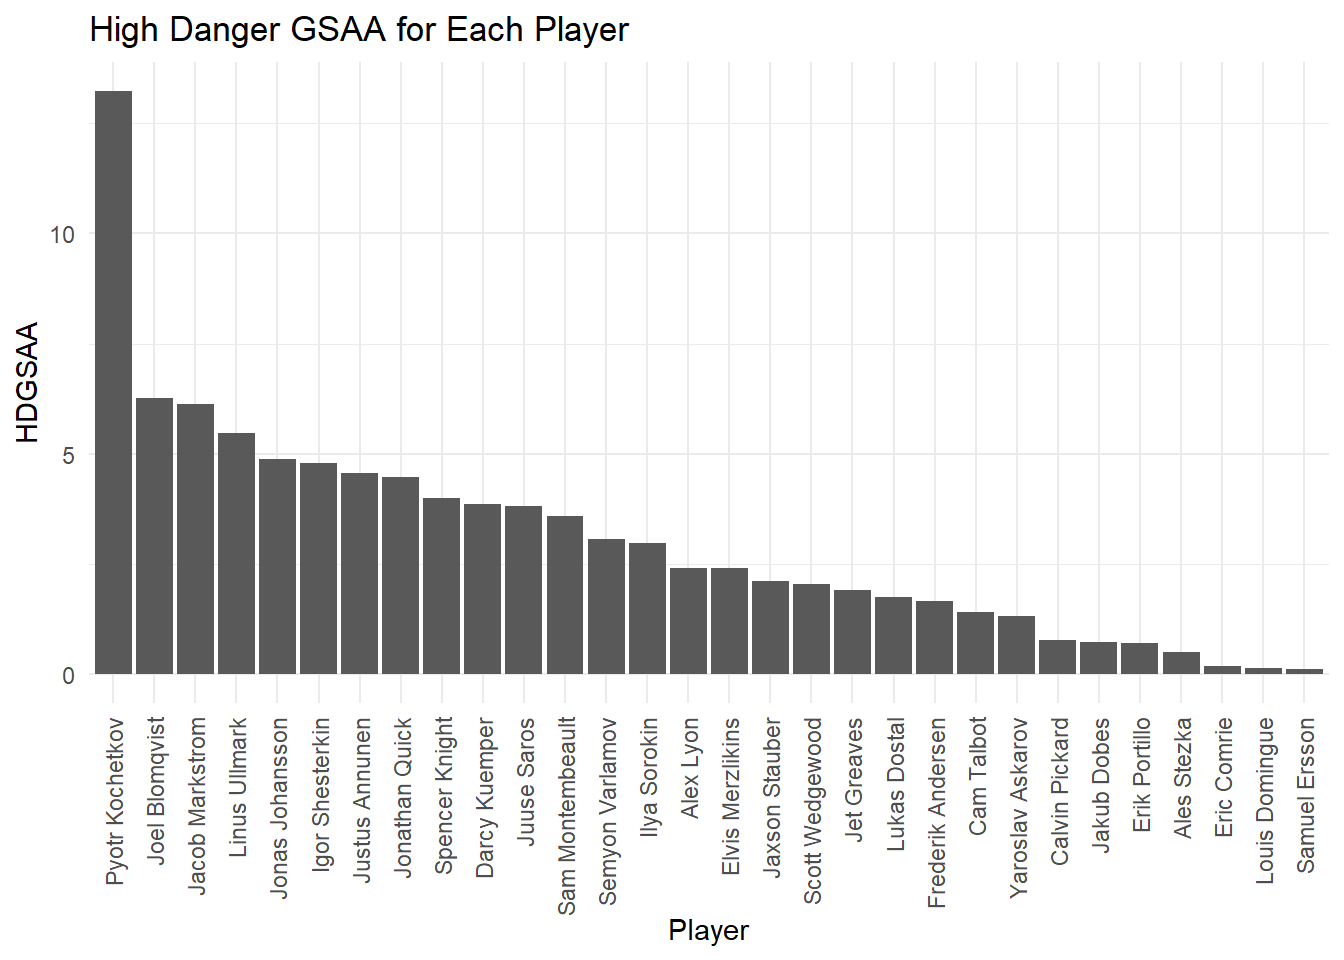 High Danger GSAA for Each Player
HDGSAA
10
5
0
Pyotr Kochetkov
Joel Blomqvist
Jacob Markstrom
Linus Ullmark
Jonas Johansson
Igor Shesterkin
Justus Annunen
Jonathan Quick
Spencer Knight
Darcy Kuemper
Juuse Saros
Sam Montembeault
Semyon Varlamov
Ilya Sorokin
Alex Lyon
Elvis Merzlikins
Jaxson Stauber
Scott Wedgewood
Jet Greaves
Lukas Dostal
Frederik Andersen
Cam Talbot
Yaroslav Askarov
Calvin Pickard
Jakub Dobes
Erik Portillo
Ales Stezka
Eric Comrie
Louis Domingue
Samuel Ersson
Player